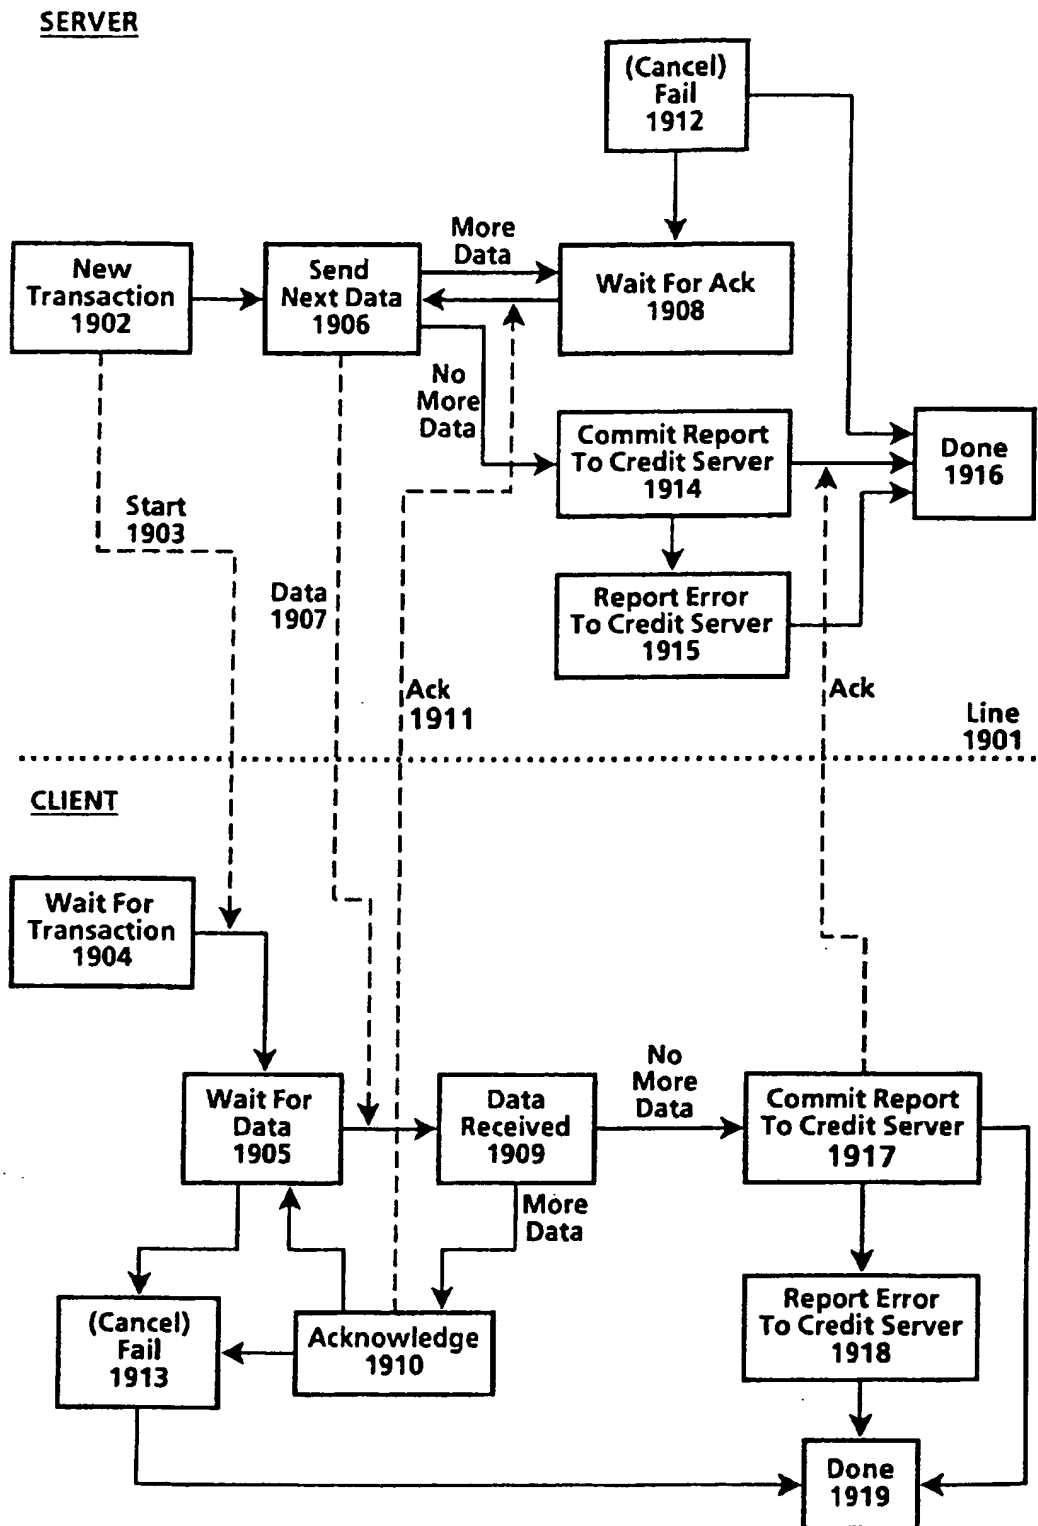 SERVER
(Cancel)
Fail
1912
More
Data
New
Transaction
1902
Send
Next Data
1906
Wait For Ack
1908
No
More
Data
Commit Report
To Credit Server
1914
Done
1916
Start
1903
Data
1907
Report Error
To Credit Server
1915
Ack
1911
Ack
Line
1901
CLIENT
Wait For
Transaction
1904
Wait For
Data
1905
Data
Received
1909
No
More
Data
Commit Report
To Credit Server
1917
More
Data
(Cancel)
Fail
1913
Acknowledge
1910
Report Error
To Credit Server
1918
Done
1919